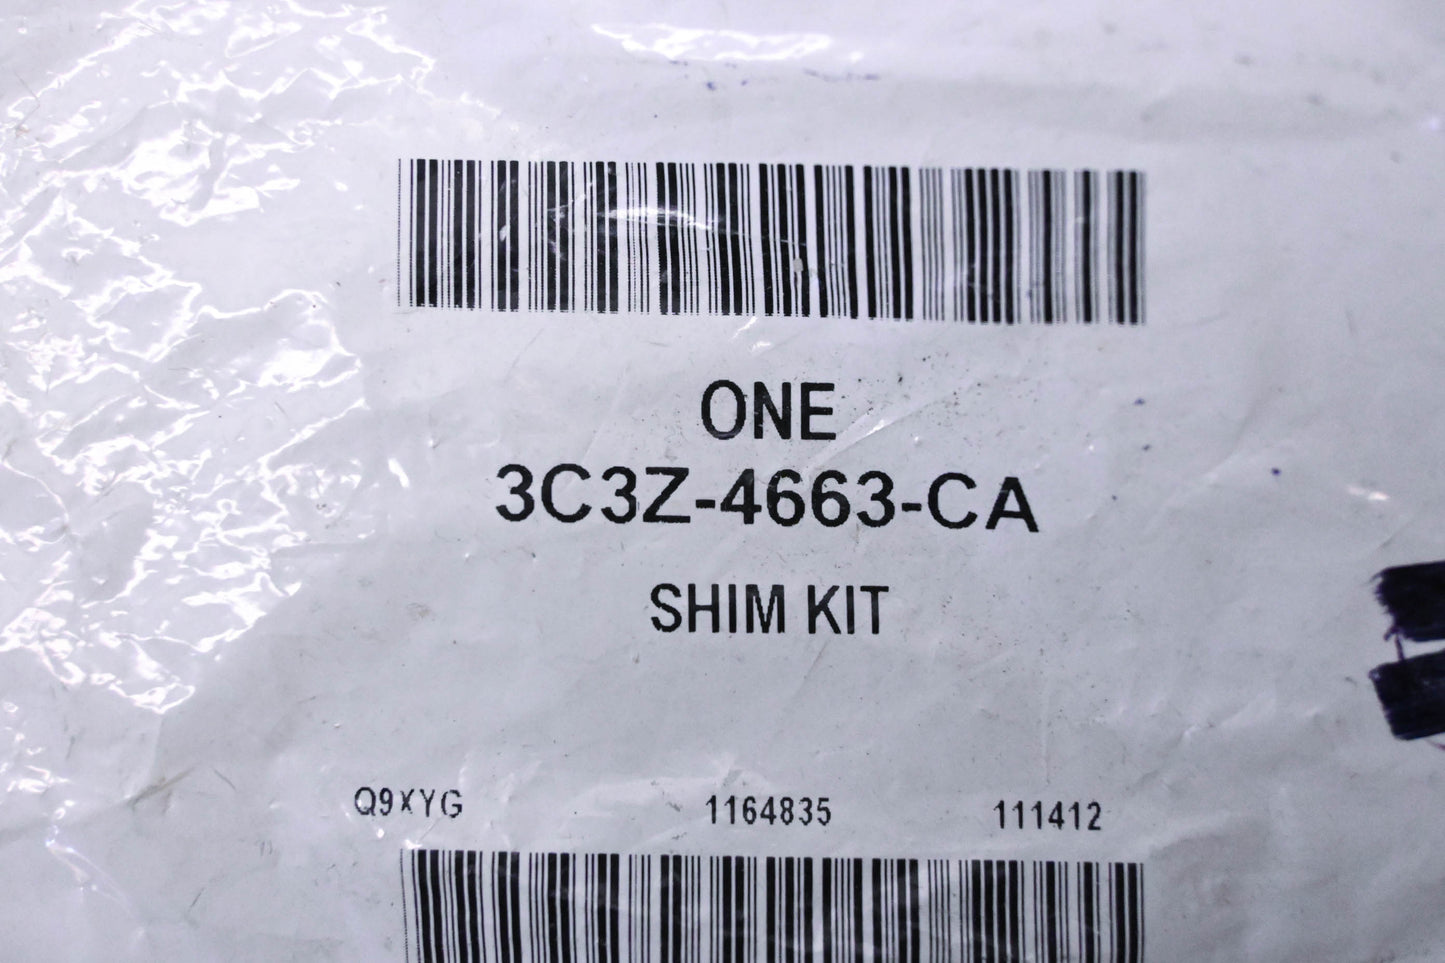 ONE
3C3Z-4663-CA
SHIM KIT
Q9XYG 1164835 111412